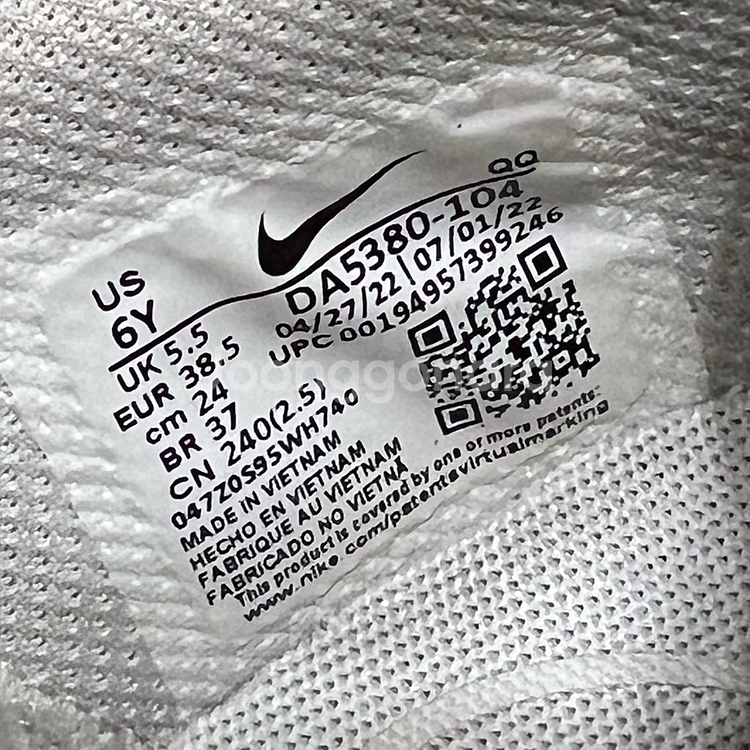 US
6Y
UK 5.5
EUR 38.5
cm 24
BR 37
CN 240(2.5)
QQ
DA5380-104
04/27/22 | 07/01/22
UPC 00194957399246
047Z0S95WH740
MADE IN VIETNAM
HECHO EN VIETNAM
FABRIQUE AU VIETNAM
FABRICADO NO VIETNÃ
This product is covered by one or more patents-
www.nike.com/patentsvirtualmarking